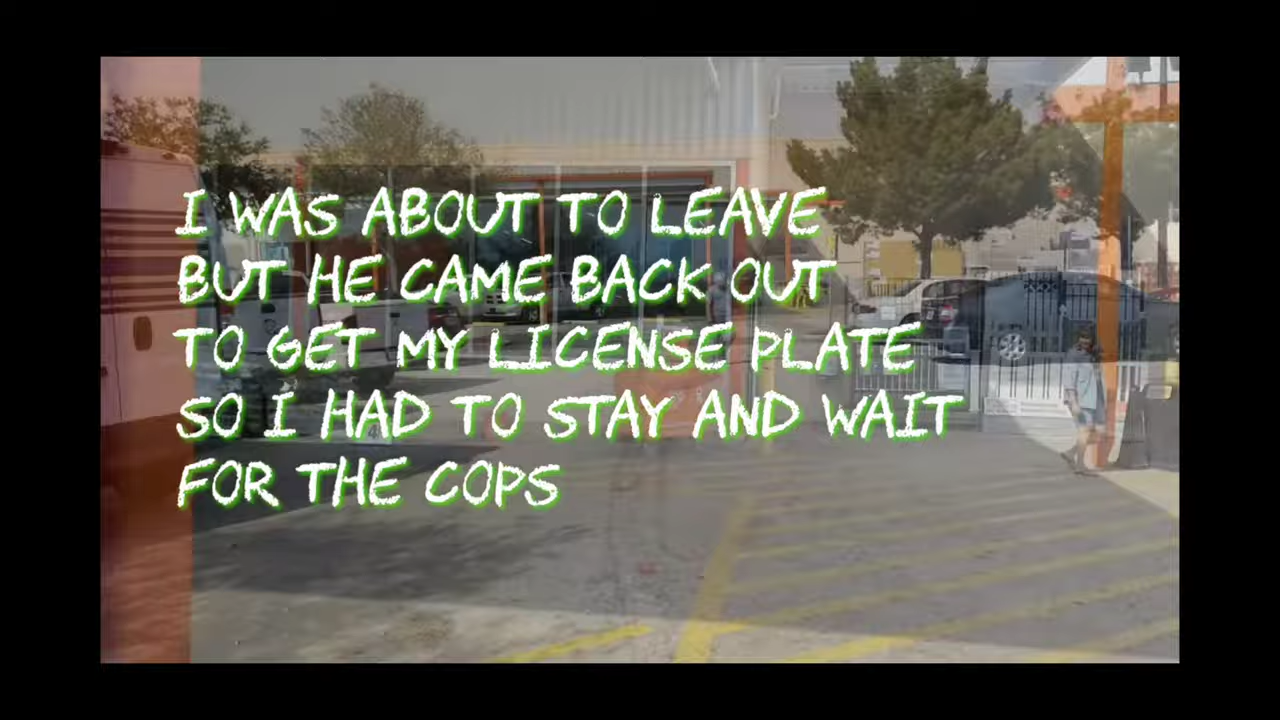 I WAS ABOUT TO LEAVE
BUT HE CAME BACK OUT
TO GET MY LICENSE PLATE
SO I HAD TO STAY AND WAIT
FOR THE COPS